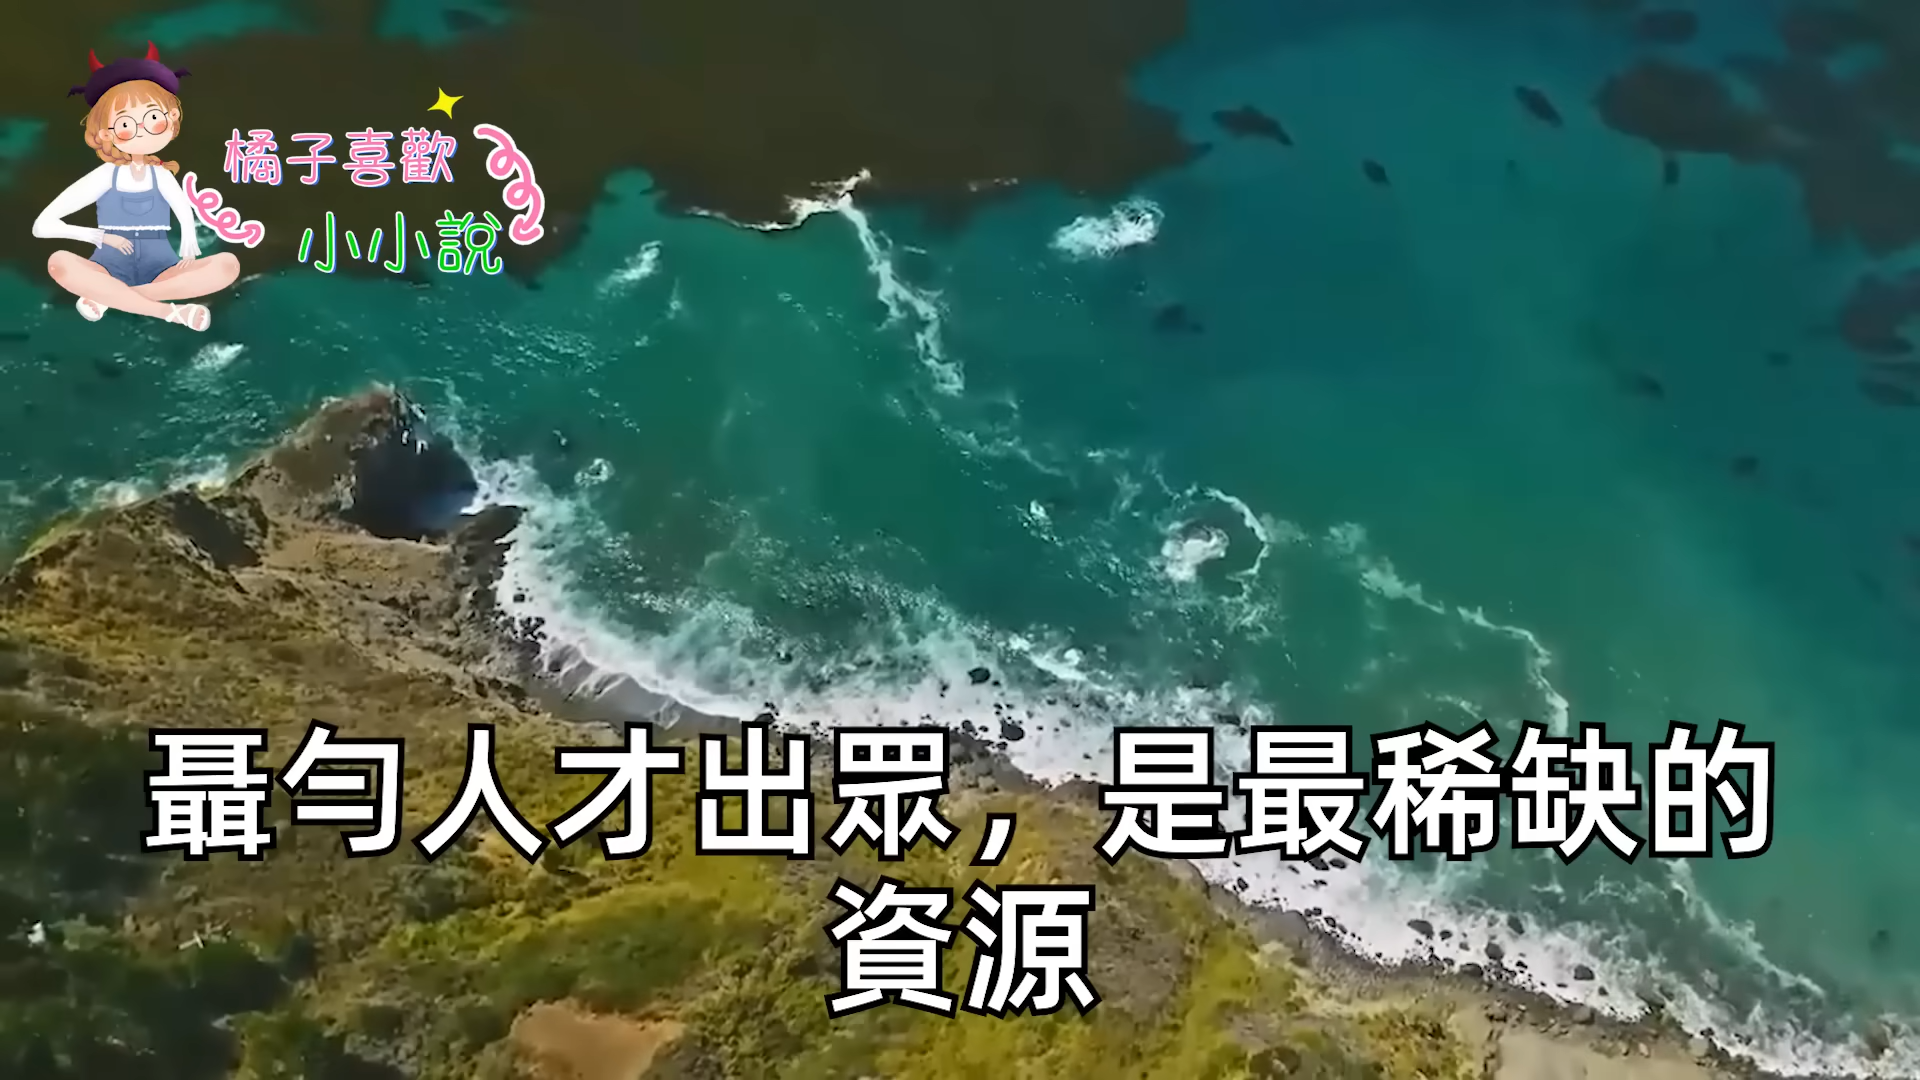 橘子喜歡
小小說
聶勻人才出眾，是最稀缺的
資源